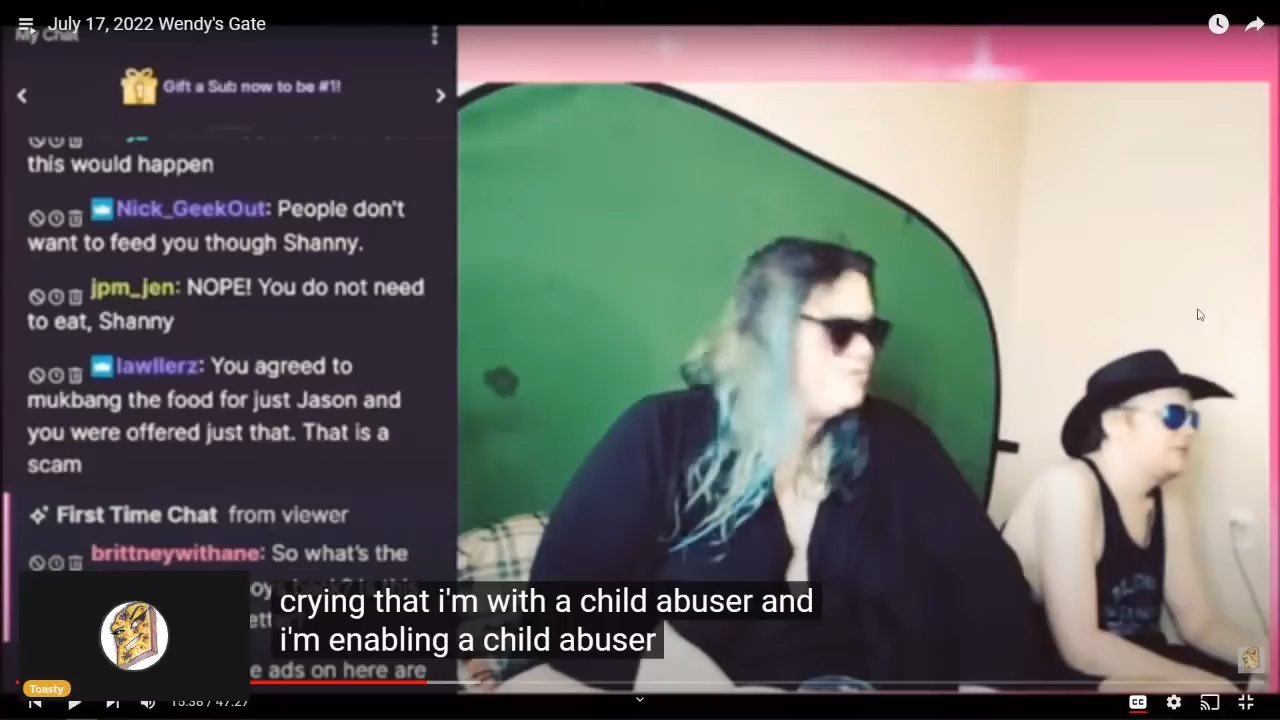 July 17, 2022 Wendy's Gate
My Chat
Gift a Sub now to be #1!
this would happen
Nick_GeekOut: People don't
want to feed you though Shanny.
jpm_jen: NOPE! You do not need
to eat, Shanny
lawllerz: You agreed to
mukbang the food for just Jason and
you were offered just that. That is a
scam
First Time Chat from viewer
brittneywithane: So what's the
crying that i'm with a child abuser and
i'm enabling a child abuser
ads on here are
Toasty
15:38 / 47:27
CC